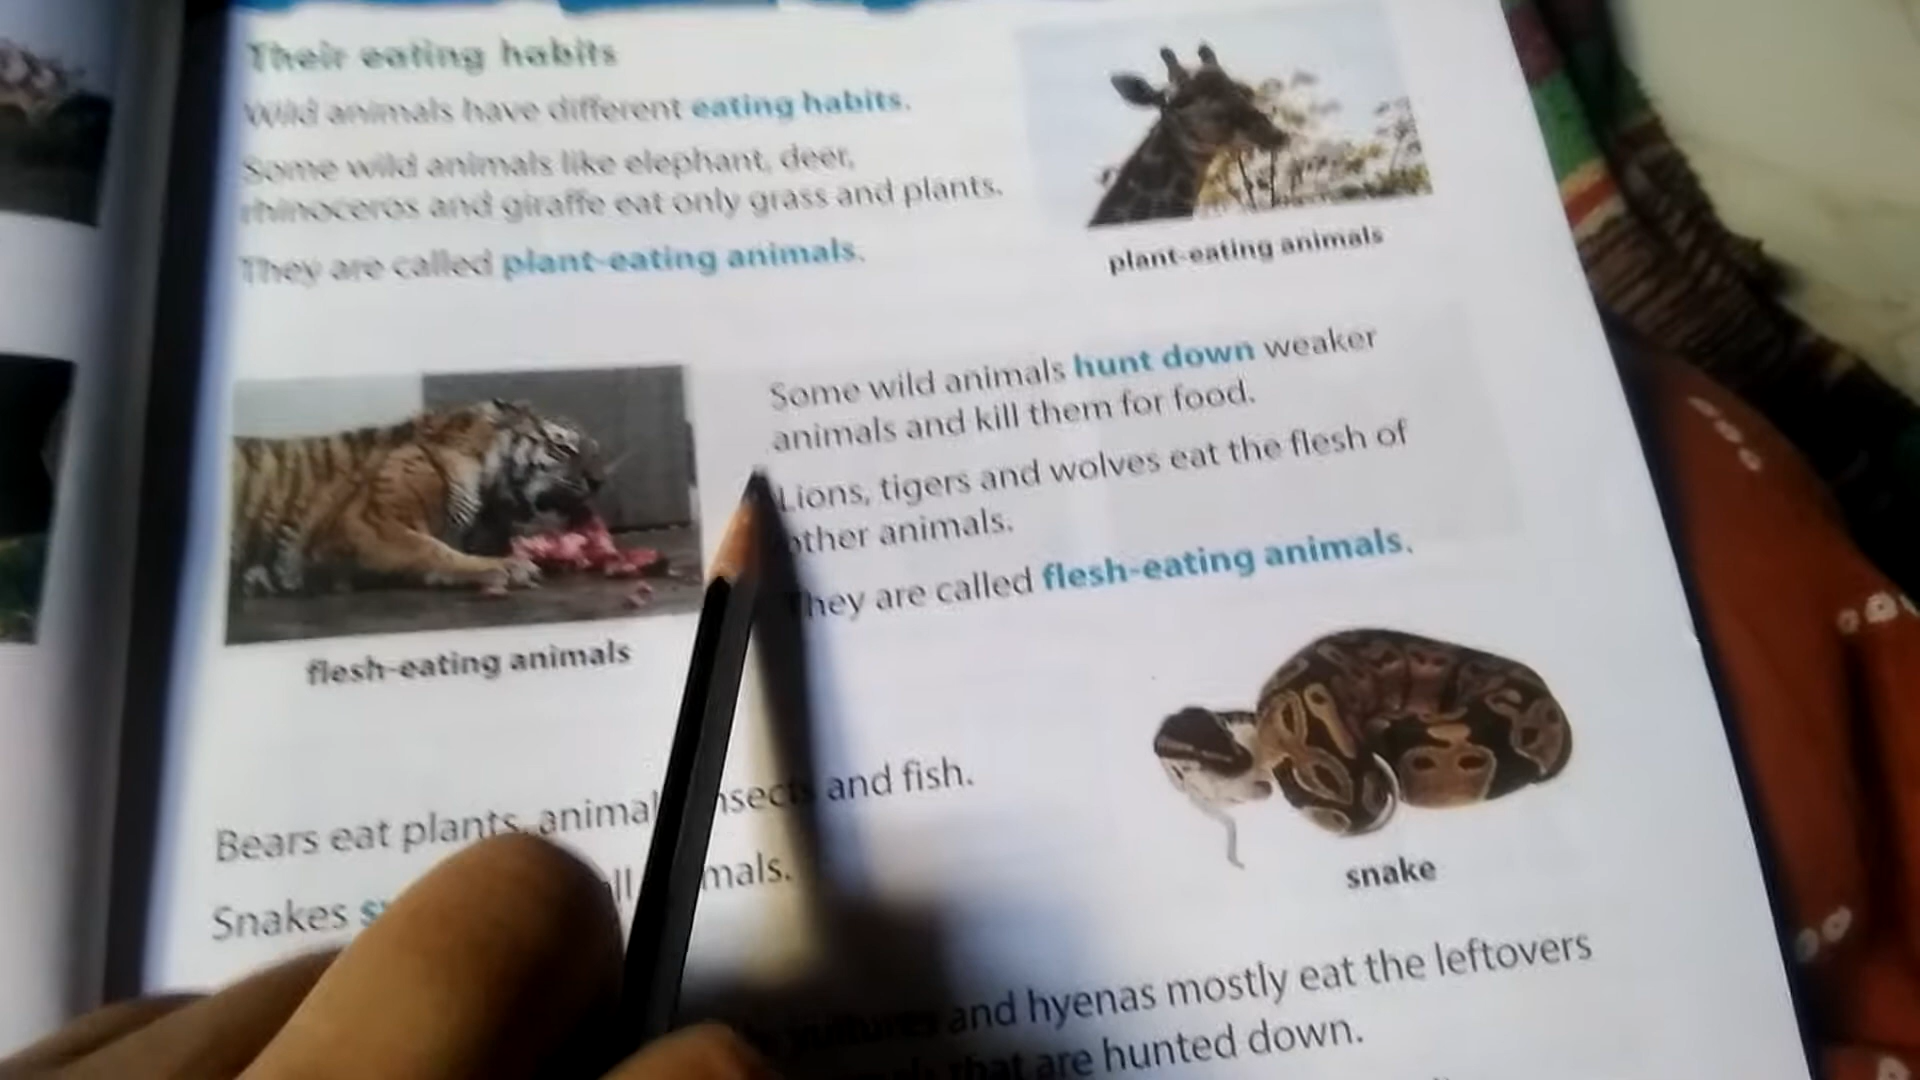 Their eating habits
Wild animals have different eating habits.
Some wild animals like elephant, deer,
rhinoceros and giraffe eat only grass and plants.
They are called plant-eating animals.
plant-eating animals
Some wild animals hunt down weaker
animals and kill them for food.
Lions, tigers and wolves eat the flesh of
other animals.
They are called flesh-eating animals.
flesh-eating animals
Bears eat plants, and fish.
Snakes
snake
and hyenas mostly eat the leftovers
that are hunted down.